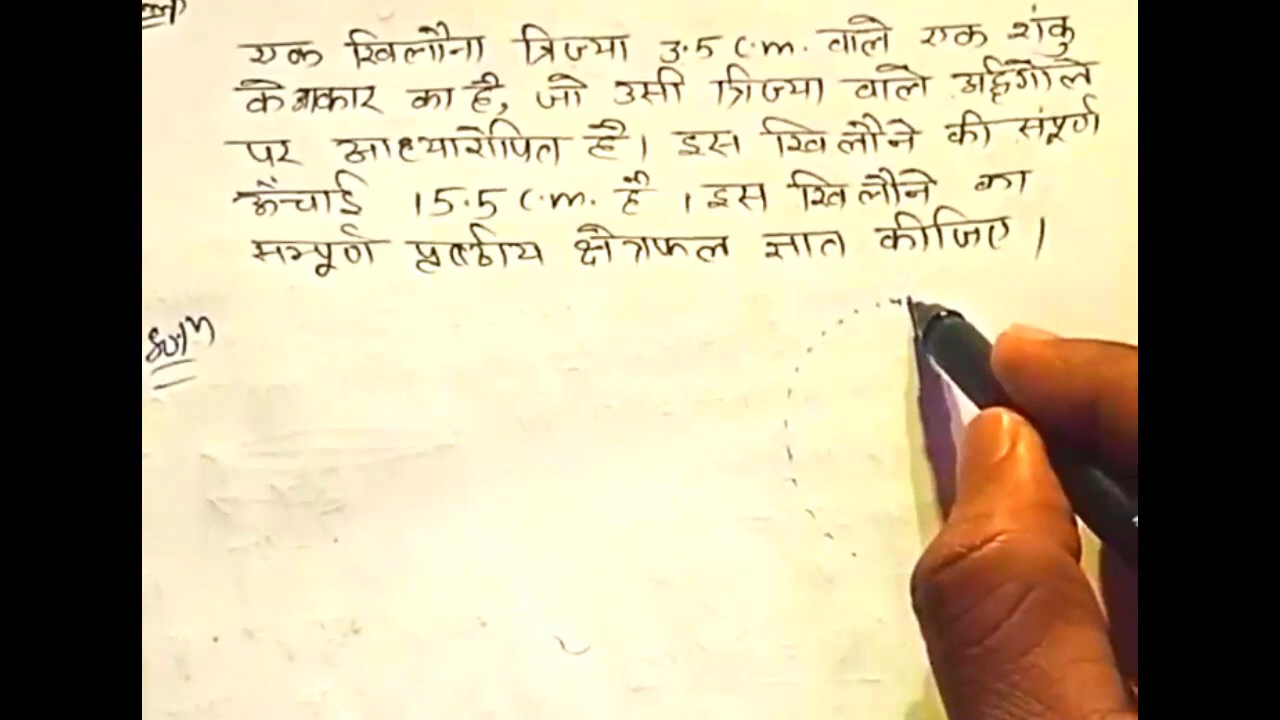 एक खिलौना त्रिज्या 3.5 c.m. वाले एक शंकु
के आकार का है, जो उसी त्रिज्या वाले अर्द्धगोले
पर आध्यारोपित है। इस खिलौने की संपूर्ण
ऊँचाई 15.5 c.m. है । इस खिलौने का
सम्पूर्ण पृष्ठीय क्षेत्रफल ज्ञात कीजिए ।
Solⁿ